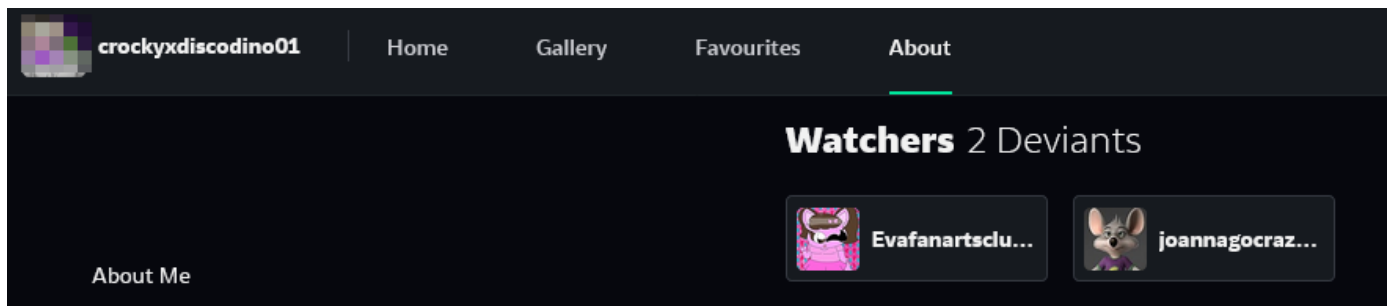 crockyxdiscodino01 Home Gallery Favourites About
Watchers 2 Deviants
Evafanartsclu... joannagocraz...
About Me